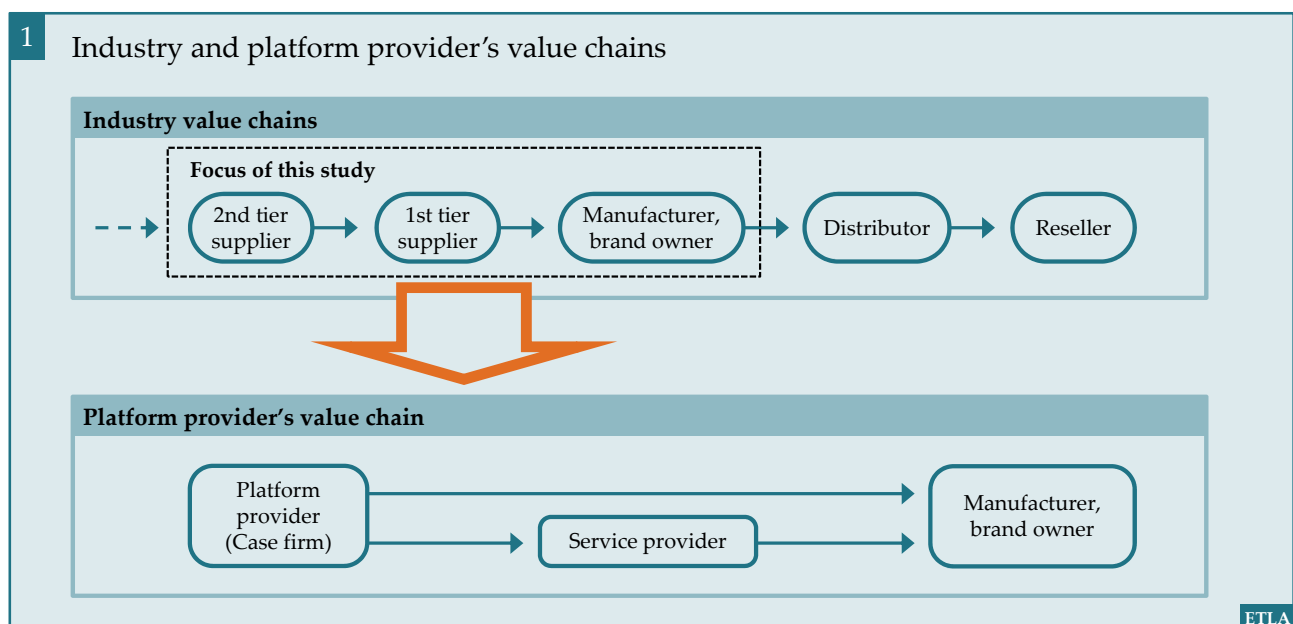 1
Industry and platform provider’s value chains
Industry value chains
Focus of this study
2nd tier
supplier
1st tier
supplier
Manufacturer,
brand owner
Distributor
Reseller
Platform provider’s value chain
Platform
provider
(Case firm)
Service provider
Manufacturer,
brand owner
ETLA